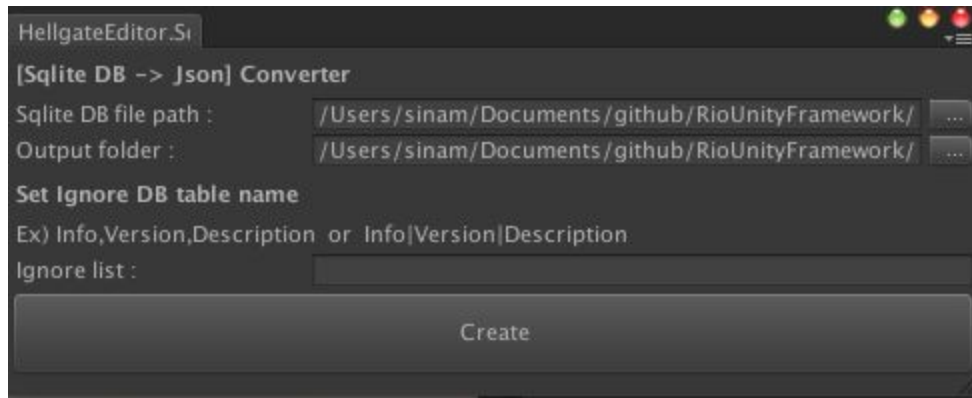 HellgateEditor.S
[Sqlite DB -> Json] Converter
Sqlite DB file path : /Users/sinam/Documents/github/RioUnityFramework/ ...
Output folder : /Users/sinam/Documents/github/RioUnityFramework/ ...
Set Ignore DB table name
Ex) Info,Version,Description or Info|Version|Description
Ignore list :
Create